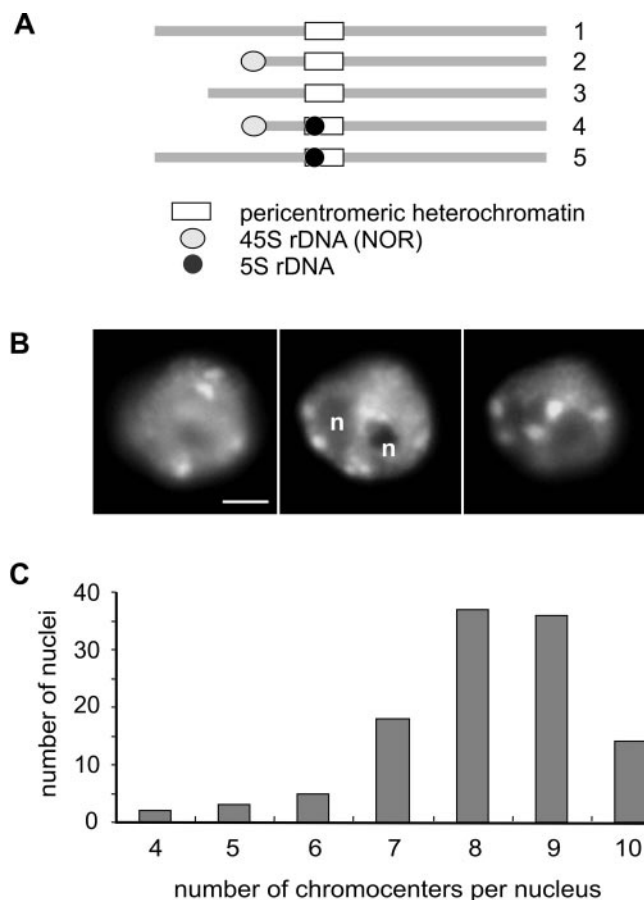 A
1
2
3
4
5
pericentromeric heterochromatin
45S rDNA (NOR)
5S rDNA
B
n
n
C
number of nuclei
40
30
20
10
0
4 5 6 7 8 9 10
number of chromocenters per nucleus